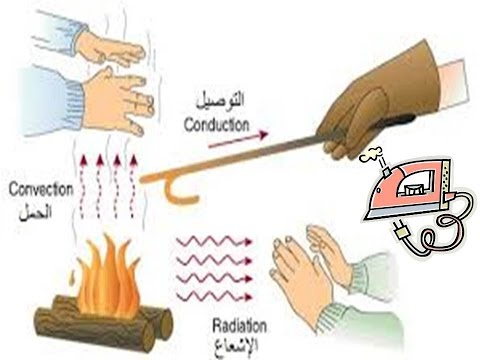 التوصيل
Conduction
Convection
الحمل
Radiation
الإشعاع